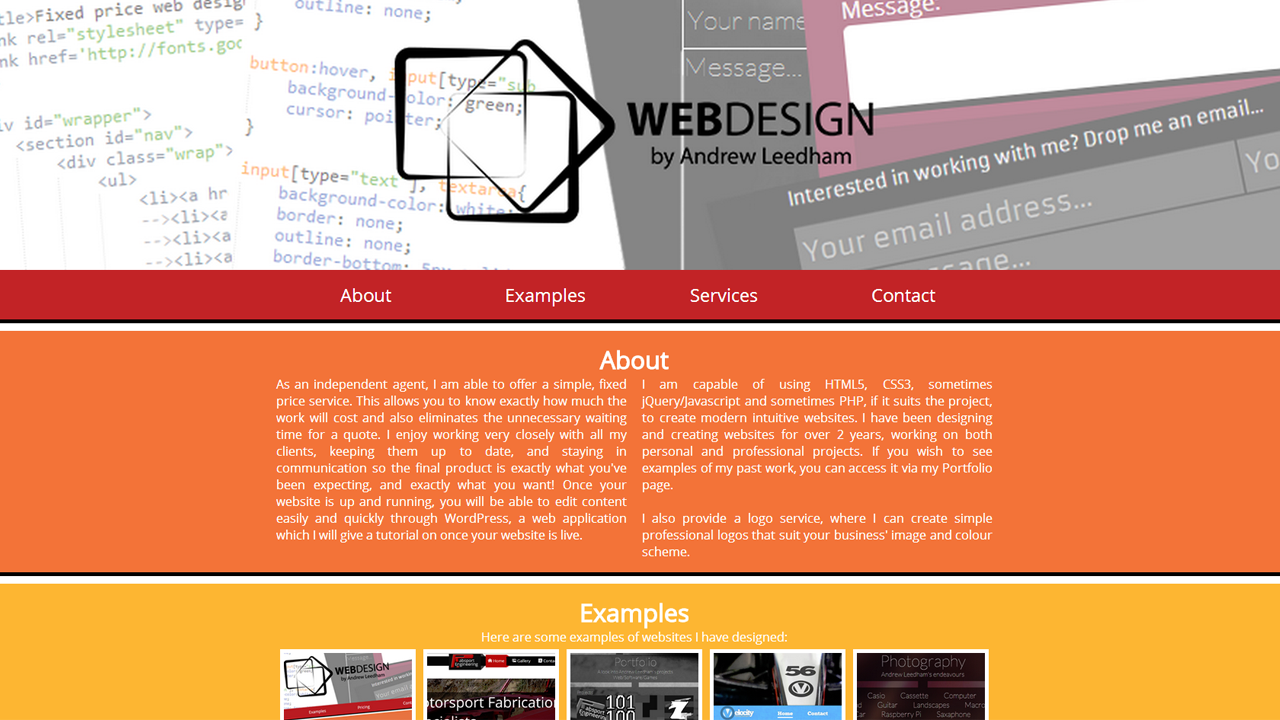 title>Fixed price web desig
nk rel="stylesheet" type=
nk href='http://fonts.goo
v id="wrapper">
<section id="nav">
<div class="wrap">
<ul>
<li><a hr
--><li><a
--><li><a
--><li><a
outline: none;
}
button:hover, input[type="sub
background-color: green;
cursor: pointer;
}
input[type="text"], textarea{
background-color: white;
border: none;
outline: none;
border-bottom: 5px
WEBDESIGN
by Andrew Leedham
Your name
Message...
Message:
Interested in working with me? Drop me an email...
Your email address...
Yo
message...
About Examples Services Contact
About
As an independent agent, I am able to offer a simple, fixed
price service. This allows you to know exactly how much the
work will cost and also eliminates the unnecessary waiting
time for a quote. I enjoy working very closely with all my
clients, keeping them up to date, and staying in
communication so the final product is exactly what you've
been expecting, and exactly what you want! Once your
website is up and running, you will be able to edit content
easily and quickly through WordPress, a web application
which I will give a tutorial on once your website is live.
I am capable of using HTML5, CSS3, sometimes
jQuery/Javascript and sometimes PHP, if it suits the project,
to create modern intuitive websites. I have been designing
and creating websites for over 2 years, working on both
personal and professional projects. If you wish to see
examples of my past work, you can access it via my Portfolio
page.
I also provide a logo service, where I can create simple
professional logos that suit your business' image and colour
scheme.
Examples
Here are some examples of websites I have designed:
WEBDESIGN
by Andrew Leedham
Examples Pricing
Home Gallery
otorsport Fabrication
Portfolio
101
100
56
elocity
Home Contact
Photography
Andrew Leedham's endeavours
Casio Cassette Computer
Guitar Landscapes Macro
Car Raspberry Pi Saxaphone